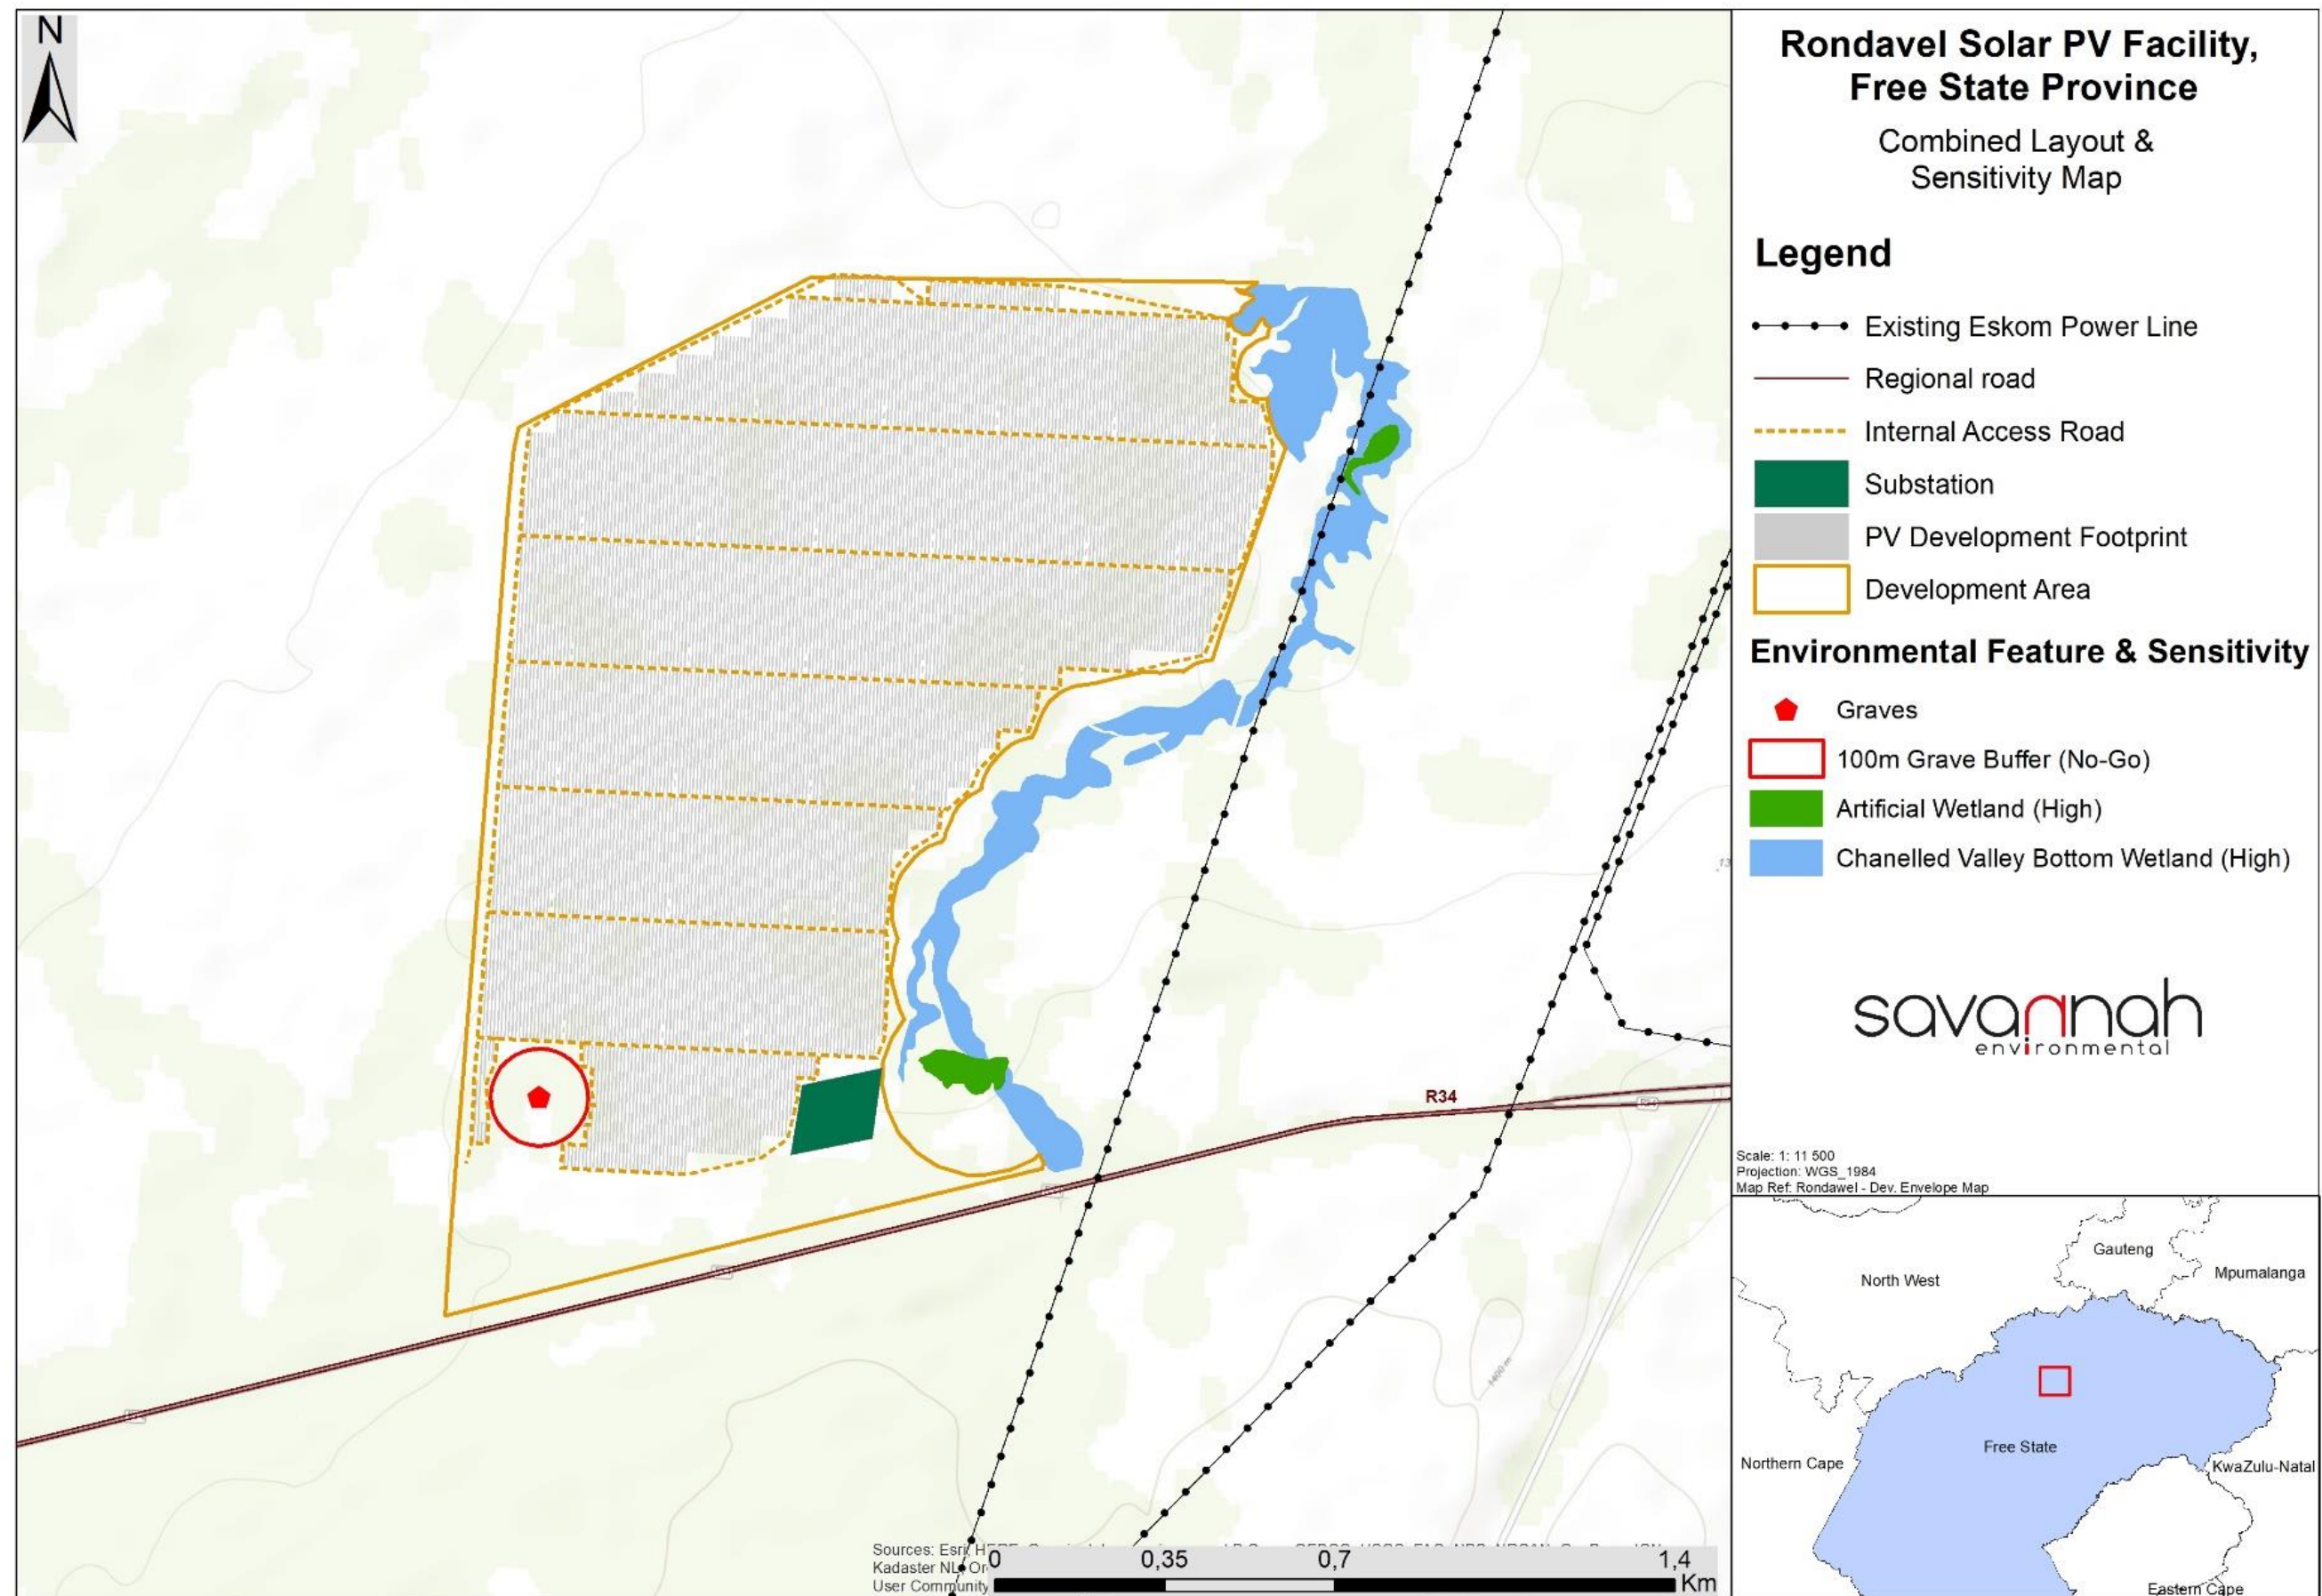 N
Rondavel Solar PV Facility,
Free State Province
Combined Layout &
Sensitivity Map
Legend
Existing Eskom Power Line
Regional road
Internal Access Road
Substation
PV Development Footprint
Development Area
Environmental Feature & Sensitivity
Graves
100m Grave Buffer (No-Go)
Artificial Wetland (High)
Chanelled Valley Bottom Wetland (High)
savannah
environmental
Scale: 1: 11 500
Projection: WGS_1984
Map Ref: Rondawel - Dev. Envelope Map
R34
1400 m
Gauteng
North West
Mpumalanga
Free State
Northern Cape
KwaZulu-Natal
Eastern Cape
Sources: Esri,
Kadaster NL,
User Community
0 0,35 0,7 1,4
Km